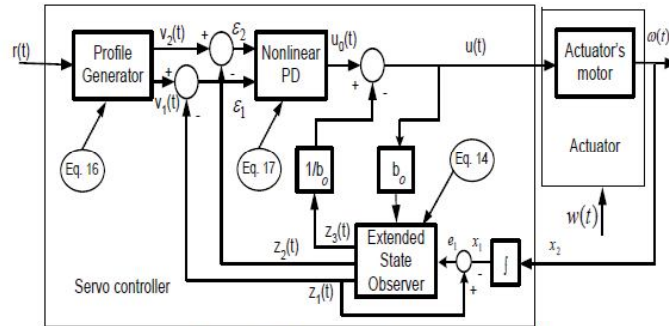 r(t)
Profile
Generator
v₂(t)
+
ε₂
-
v₁(t)
+
-
ε₁
Nonlinear
PD
u₀(t)
+
-
u(t)
Actuator's
motor
ω(t)
Actuator
w(t)
Eq. 16
Eq. 17
1/bₒ
bₒ
Eq. 14
z₃(t)
z₂(t)
z₁(t)
Extended
State
Observer
e₁
x₁
-
+
∫
x₂
Servo controller